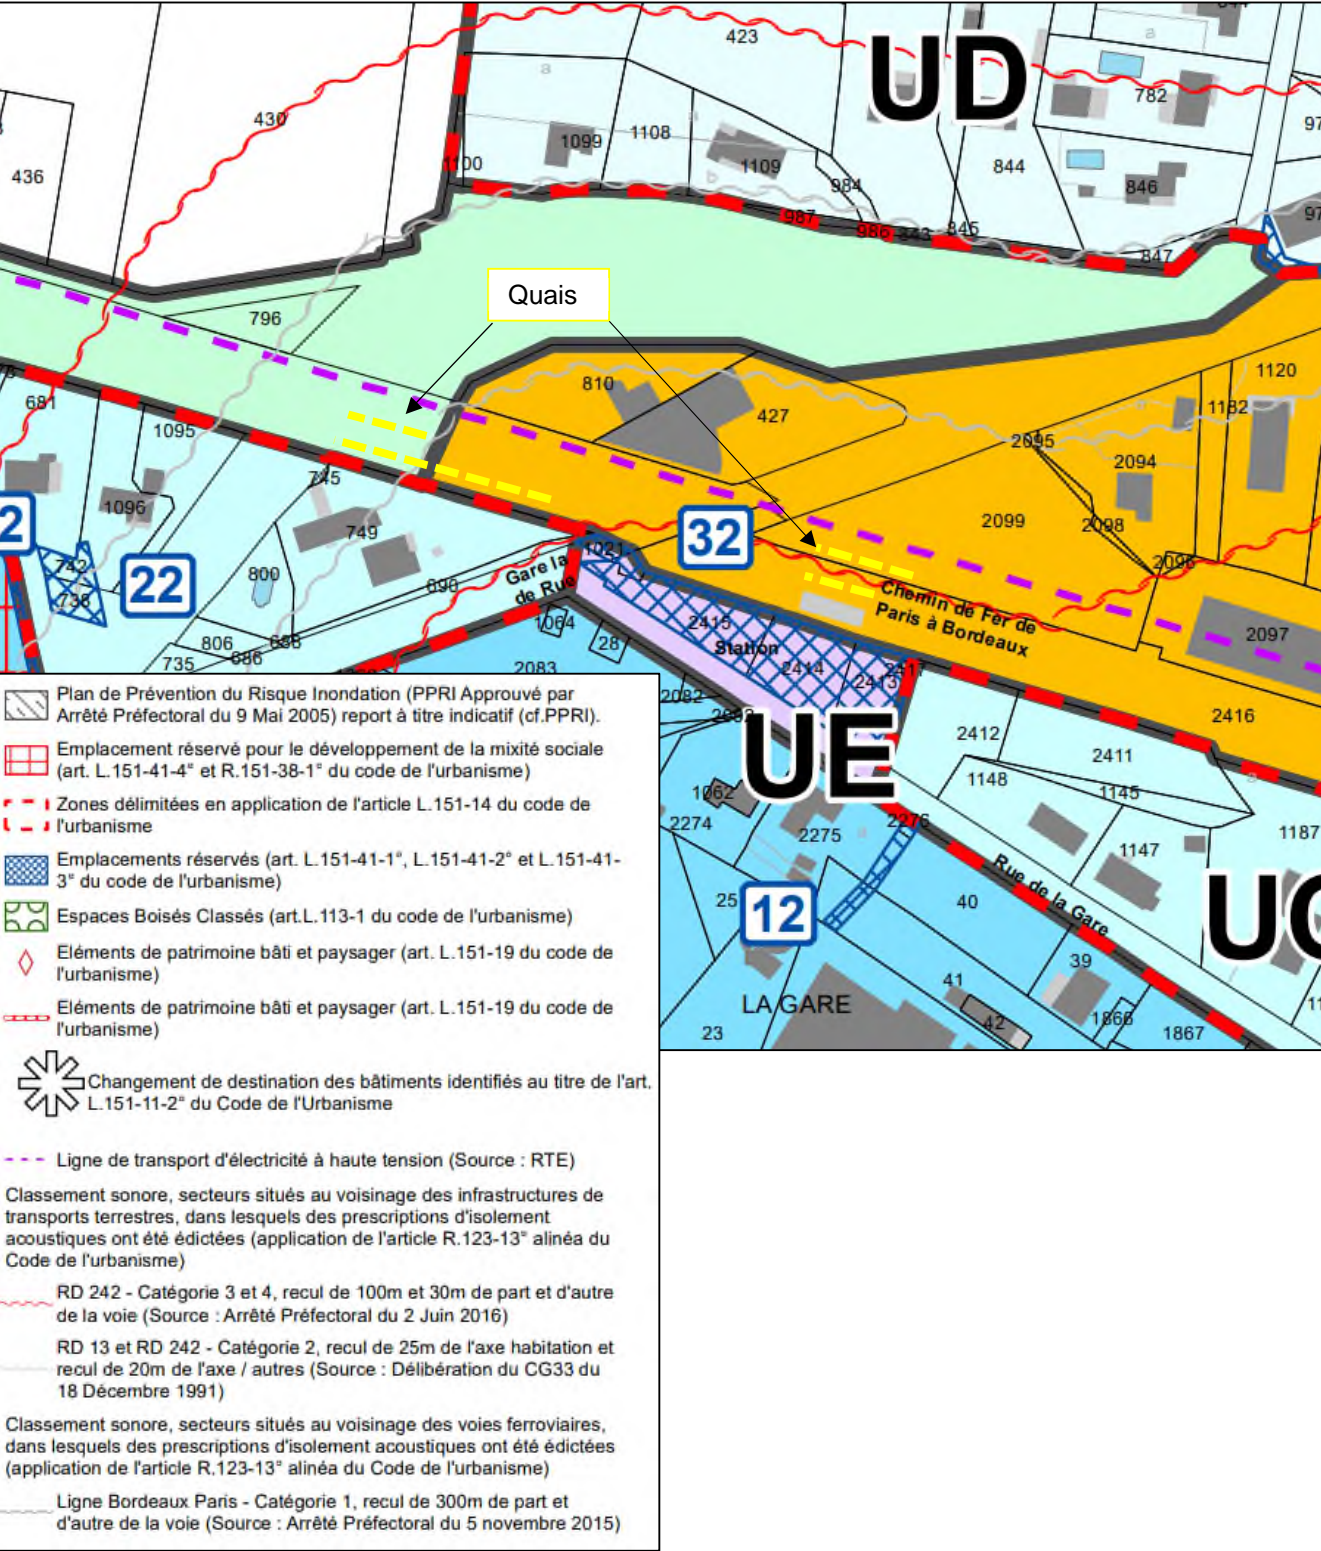 423
UD
a
a
430
782
97
1099
1108
a
1109
436
1100
844
984
846
b
97
987
986
843
845
847
Quais
796
810
1120
681
427
1182
a
1095
2095
2094
745
1096
2099
2098
749
32
2
2096
1021
742
22
800
690
Gare la
de Rue
738
Chemin de Fer de
Paris à Bordeaux
1064
2415
2097
806
688
28
Station
735
686
2083
2414
2413
2417
2082
2416
UE
2412
2411
a
1148
1062
1145
2274
2275
a
2276
1187
1147
Rue de la Gare
25
12
40
39
41
LA GARE
42
1866
23
1867
Plan de Prévention du Risque Inondation (PPRI Approuvé par
Arrêté Préfectoral du 9 Mai 2005) report à titre indicatif (cf.PPRI).
Emplacement réservé pour le développement de la mixité sociale
(art. L.151-41-4° et R.151-38-1° du code de l'urbanisme)
Zones délimitées en application de l'article L.151-14 du code de
l'urbanisme
Emplacements réservés (art. L.151-41-1°, L.151-41-2° et L.151-41-
3° du code de l'urbanisme)
Espaces Boisés Classés (art.L.113-1 du code de l'urbanisme)
Eléments de patrimoine bâti et paysager (art. L.151-19 du code de
l'urbanisme)
Eléments de patrimoine bâti et paysager (art. L.151-19 du code de
l'urbanisme)
Changement de destination des bâtiments identifiés au titre de l'art.
L.151-11-2° du Code de l'Urbanisme
Ligne de transport d'électricité à haute tension (Source : RTE)
Classement sonore, secteurs situés au voisinage des infrastructures de
transports terrestres, dans lesquels des prescriptions d'isolement
acoustiques ont été édictées (application de l'article R.123-13° alinéa du
Code de l'urbanisme)
RD 242 - Catégorie 3 et 4, recul de 100m et 30m de part et d'autre
de la voie (Source : Arrêté Préfectoral du 2 Juin 2016)
RD 13 et RD 242 - Catégorie 2, recul de 25m de l'axe habitation et
recul de 20m de l'axe / autres (Source : Délibération du CG33 du
18 Décembre 1991)
Classement sonore, secteurs situés au voisinage des voies ferroviaires,
dans lesquels des prescriptions d'isolement acoustiques ont été édictées
(application de l'article R.123-13° alinéa du Code de l'urbanisme)
Ligne Bordeaux Paris - Catégorie 1, recul de 300m de part et
d'autre de la voie (Source : Arrêté Préfectoral du 5 novembre 2015)